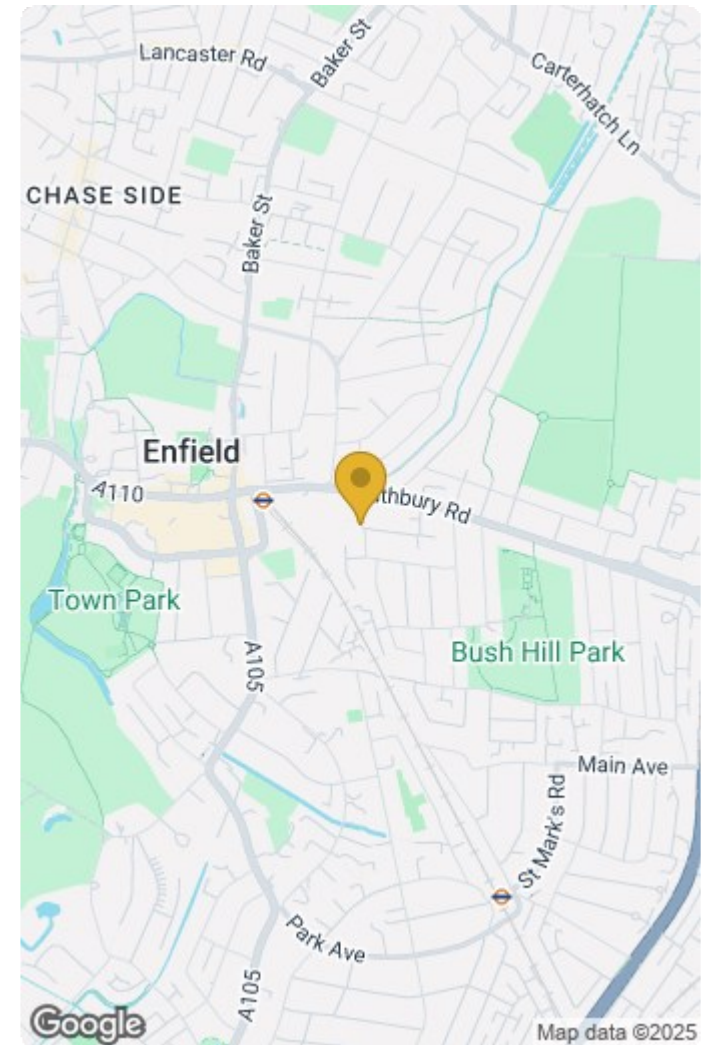 Lancaster Rd
Baker St
Carterhatch Ln
CHASE SIDE
Baker St
Enfield
A110
thbury Rd
Town Park
A105
Bush Hill Park
Main Ave
St Mark's Rd
Park Ave
A105
Google
Map data ©2025